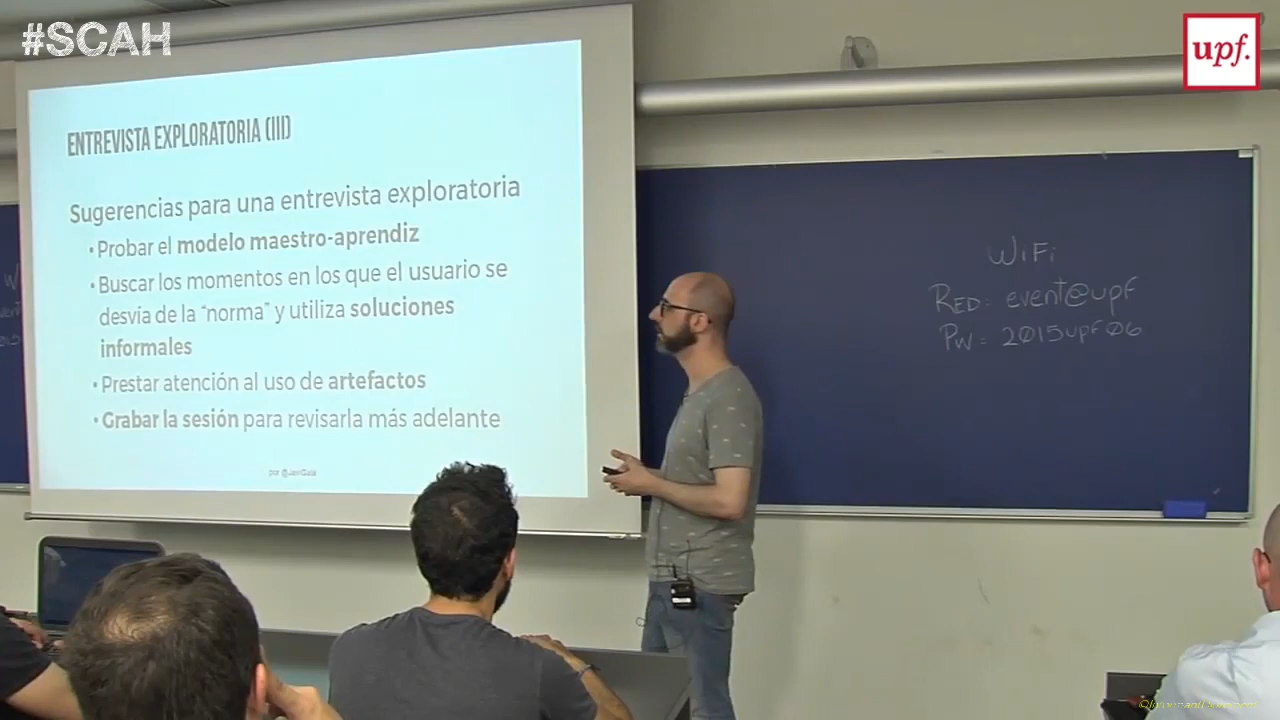 #SCAH
upf.
ENTREVISTA EXPLORATORIA (III)
Sugerencias para una entrevista exploratoria
• Probar el modelo maestro-aprendiz
• Buscar los momentos en los que el usuario se
desvía de la “norma” y utiliza soluciones
informales
• Prestar atención al uso de artefactos
• Grabar la sesión para revisarla más adelante
por
WiFi
RED: event@upf
PW: 2015upf06